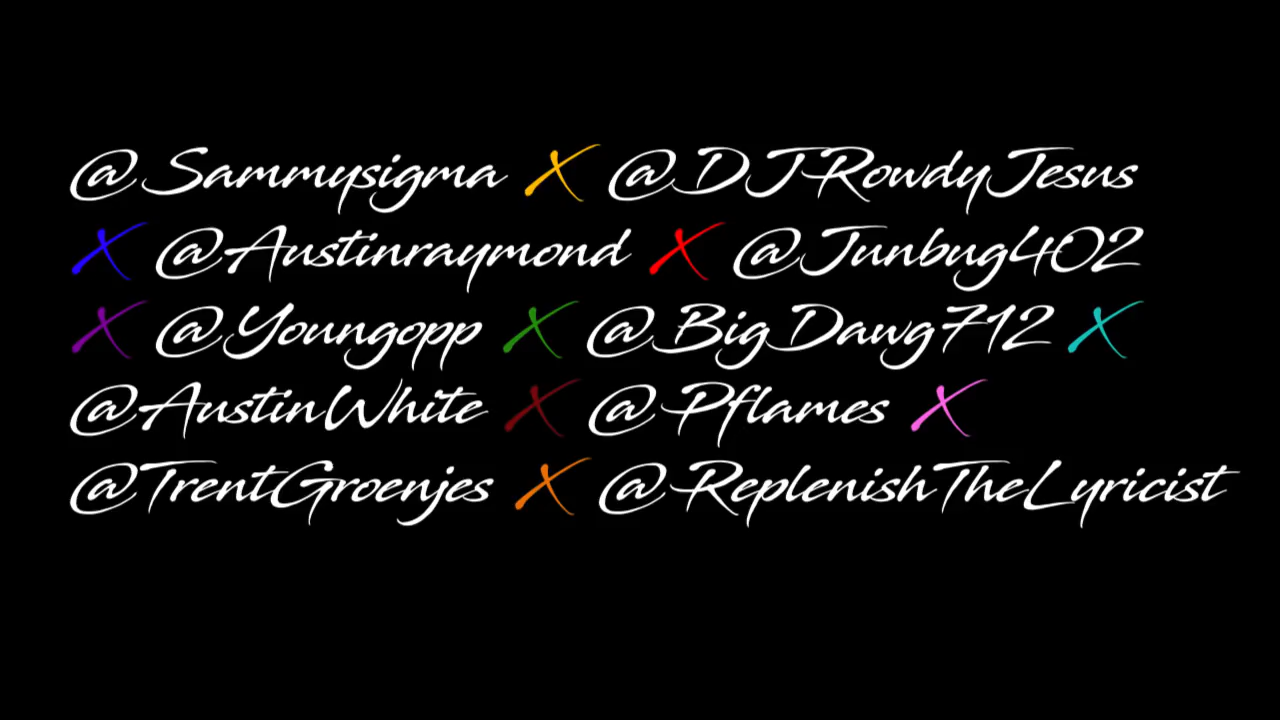 @Sammysigma X @DJRowdyJesus
X @Austinraymond X @Junbug402
X @Youngopp X @BigDawg712 X
@AustinWhite X @Pflames X
@TrentGroenjes X @ReplenishTheLyricist